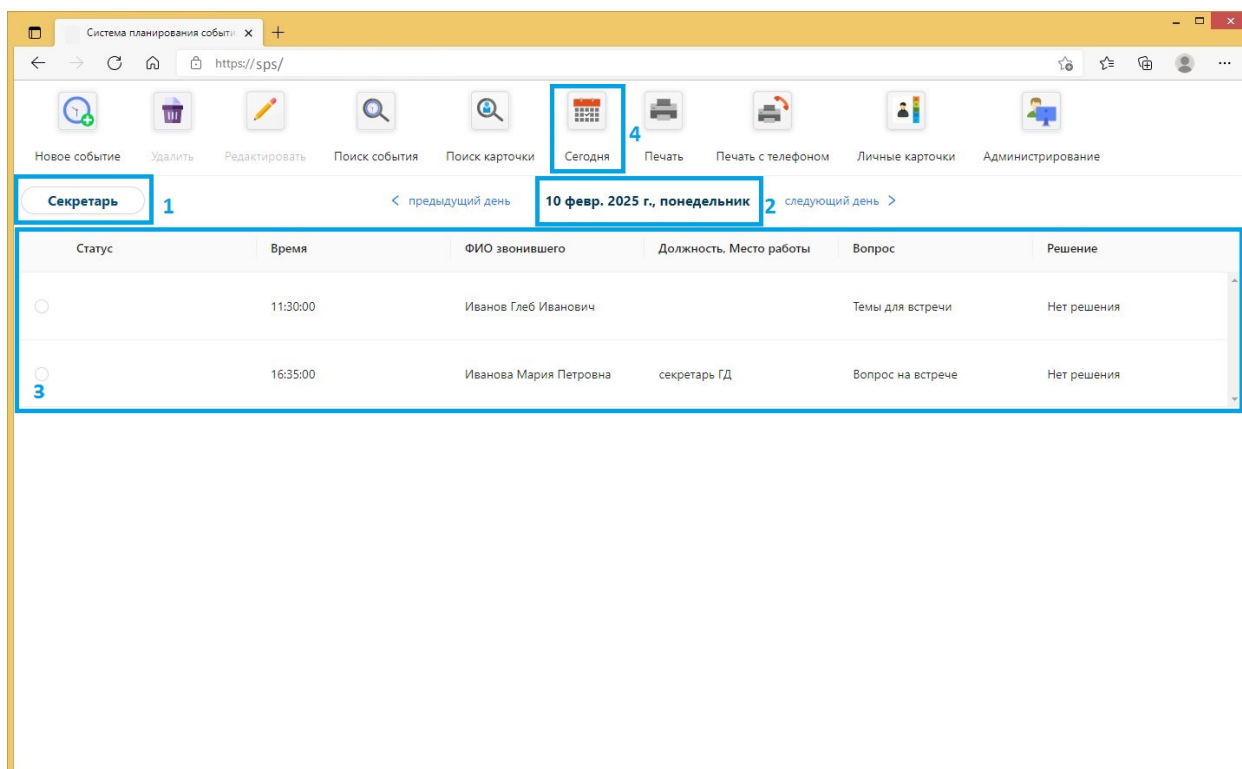 Система планирования событи
https://sps/
Новое событие Удалить Редактировать Поиск события Поиск карточки Сегодня 4 Печать Печать с телефоном Личные карточки Администрирование
Секретарь 1 < предыдущий день 10 февр. 2025 г., понедельник 2 следующий день >
Статус Время ФИО звонившего Должность, Место работы Вопрос Решение
11:30:00 Иванов Глеб Иванович Темы для встречи Нет решения
16:35:00 Иванова Мария Петровна секретарь ГД Вопрос на встрече Нет решения
3